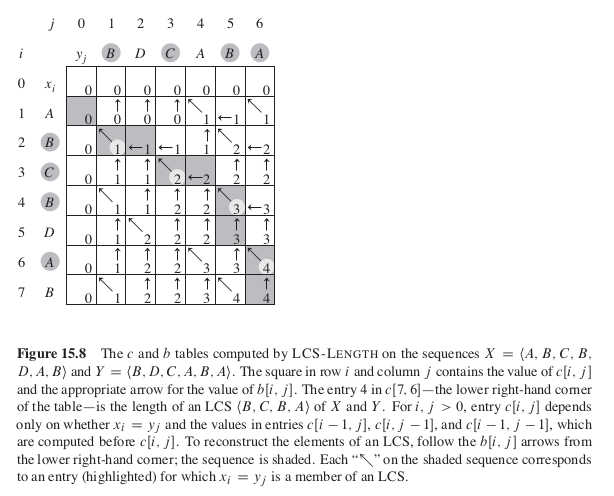 j 0 1 2 3 4 5 6
i y_j B D C A B A
0 x_i 0 0 0 0 0 0 0
1 A 0 ↑0 ↑0 ↑0 ↖1 ←1 ↖1
2 B 0 ↖1 ←1 ←1 ↑1 ↖2 ←2
3 C 0 ↑1 ↑1 ↖2 ←2 ↑2 ↑2
4 B 0 ↖1 ↑1 ↑2 ↑2 ↖3 ←3
5 D 0 ↑1 ↖2 ↑2 ↑2 ↑3 ↑3
6 A 0 ↑1 ↑2 ↑2 ↖3 ↑3 ↖4
7 B 0 ↖1 ↑2 ↑2 ↑3 ↖4 ↑4
Figure 15.8 The c and b tables computed by LCS-LENGTH on the sequences X = ⟨A, B, C, B,
D, A, B⟩ and Y = ⟨B, D, C, A, B, A⟩. The square in row i and column j contains the value of c[i, j]
and the appropriate arrow for the value of b[i, j]. The entry 4 in c[7, 6]—the lower right-hand corner
of the table—is the length of an LCS ⟨B, C, B, A⟩ of X and Y. For i, j > 0, entry c[i, j] depends
only on whether x_i = y_j and the values in entries c[i − 1, j], c[i, j − 1], and c[i − 1, j − 1], which
are computed before c[i, j]. To reconstruct the elements of an LCS, follow the b[i, j] arrows from
the lower right-hand corner; the sequence is shaded. Each “↖” on the shaded sequence corresponds
to an entry (highlighted) for which x_i = y_j is a member of an LCS.